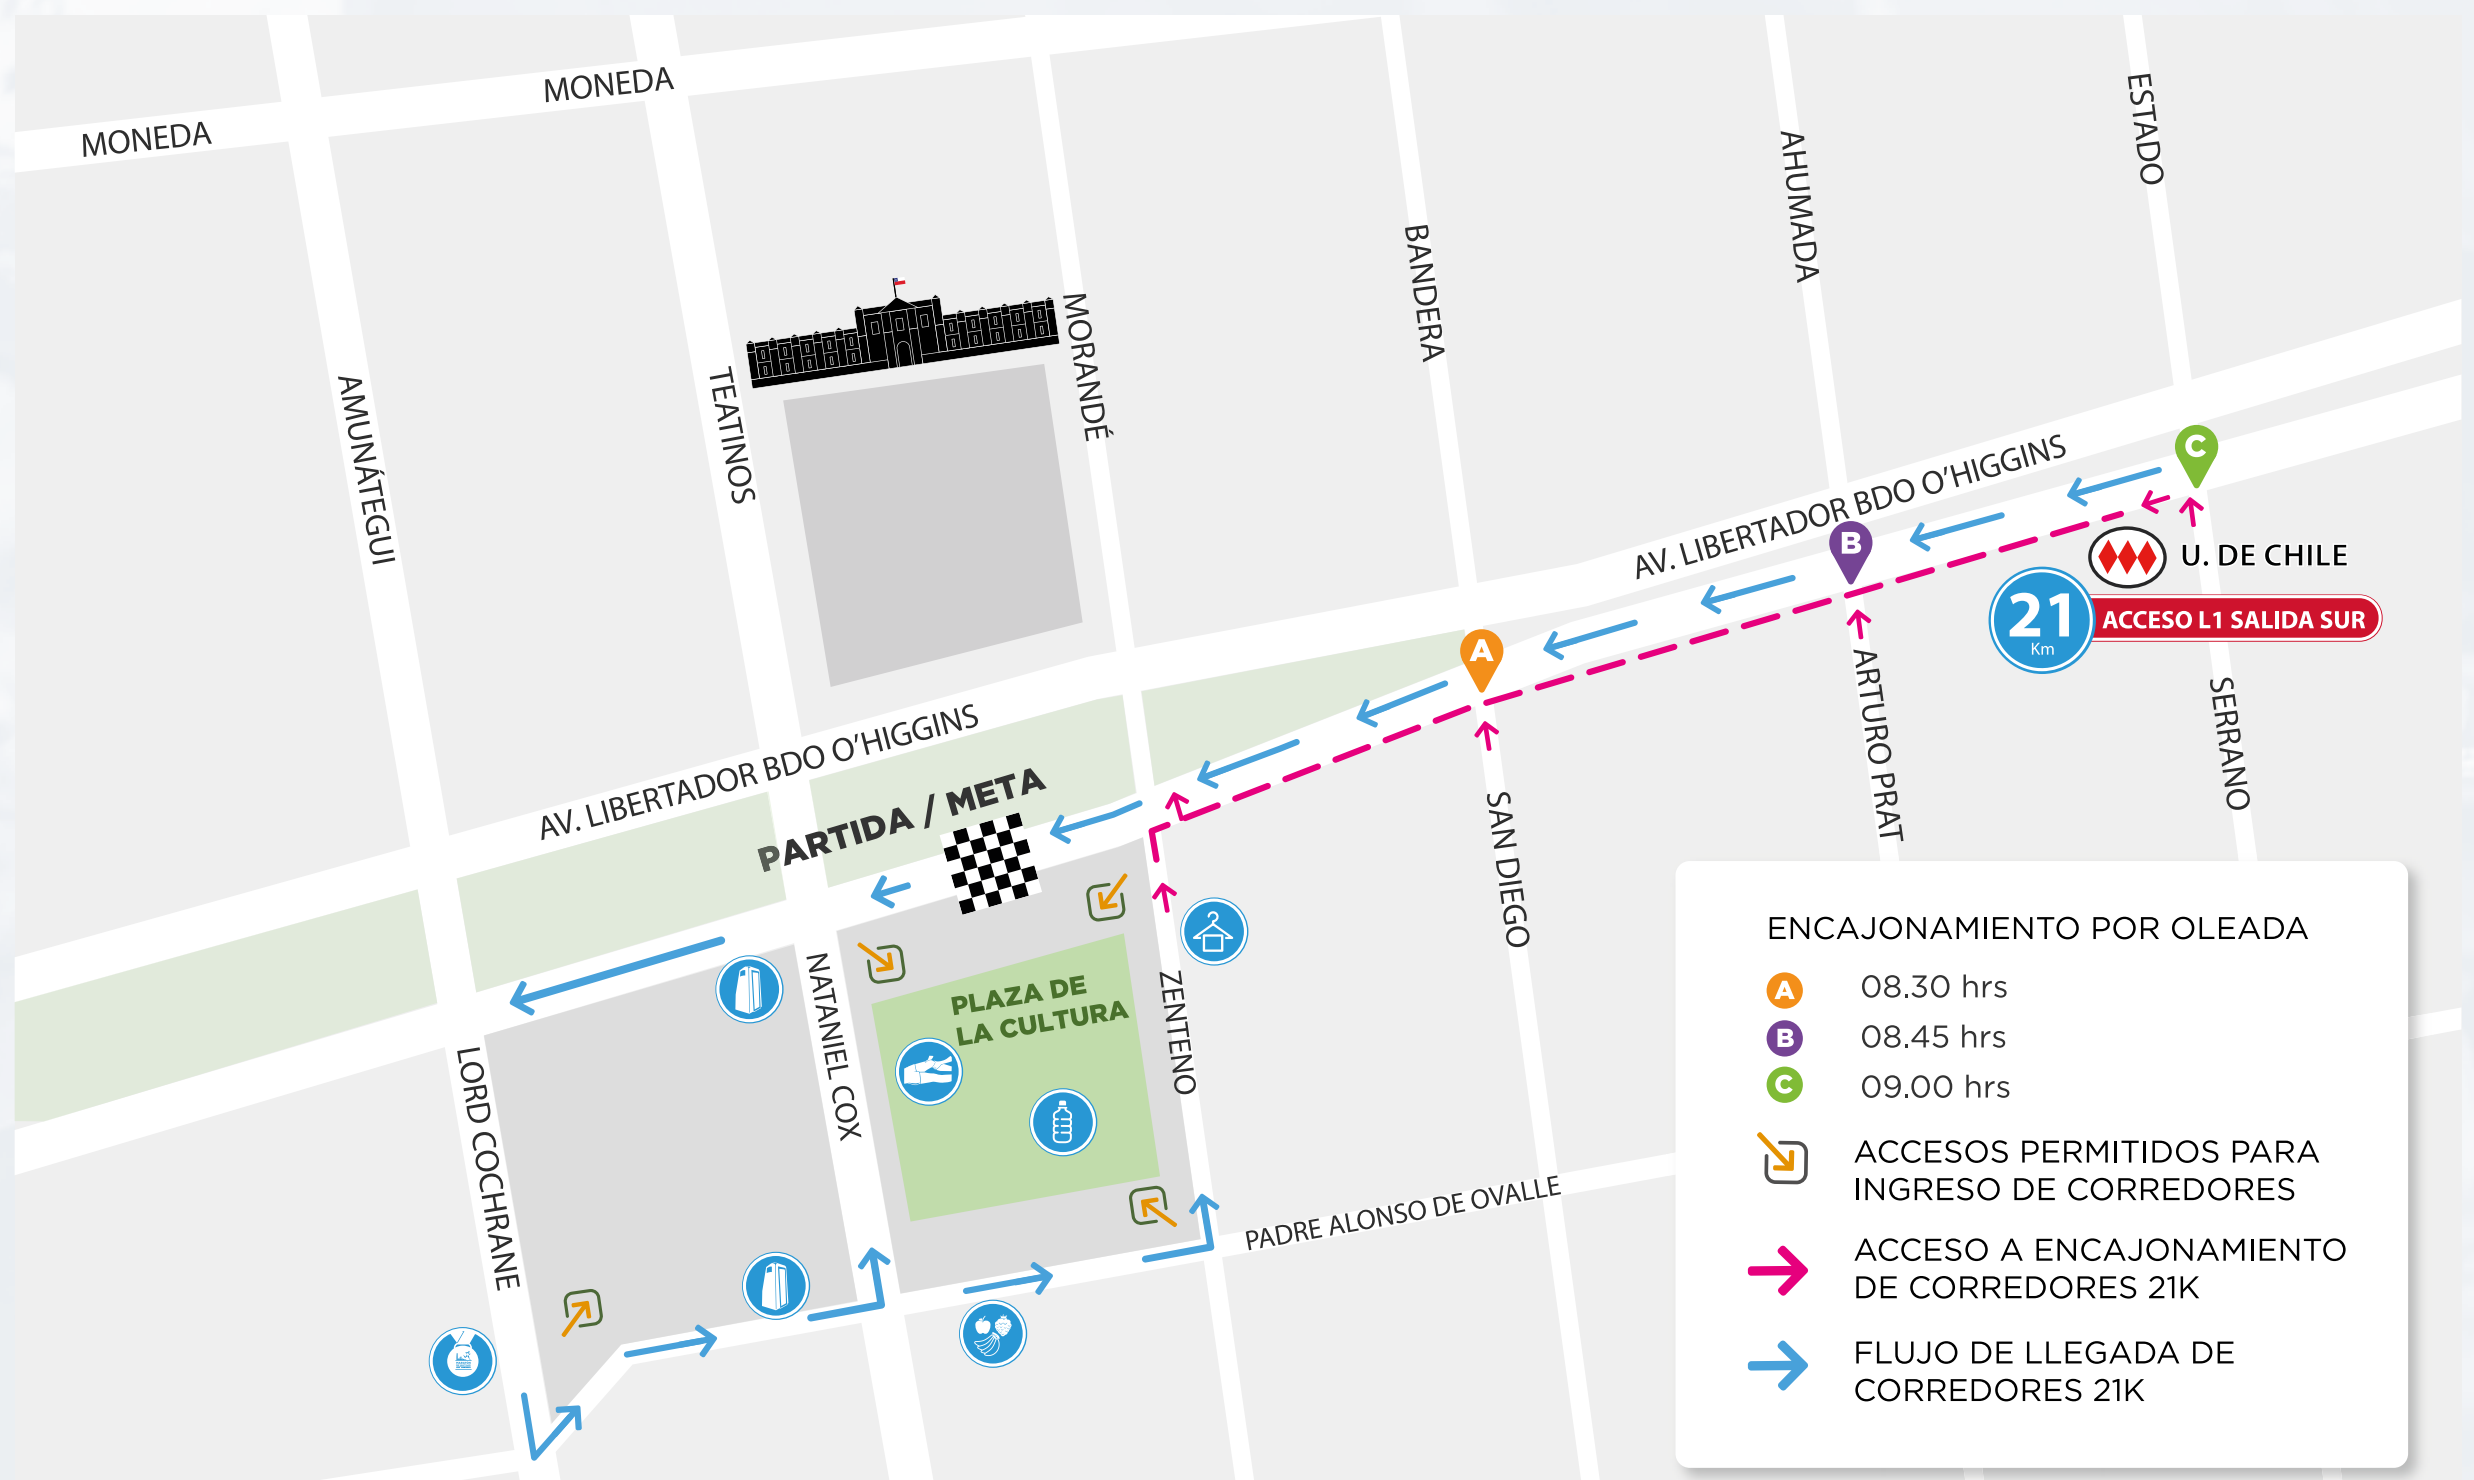 MONEDA
MONEDA
ESTADO
AHUMADA
BANDERA
MORANDÉ
TEATINOS
AMUNÁTEGUI
AV. LIBERTADOR BDO O'HIGGINS
C
B
U. DE CHILE
21
Km
ACCESO L1 SALIDA SUR
A
AV. LIBERTADOR BDO O'HIGGINS
PARTIDA / META
ARTURO PRAT
SERRANO
SAN DIEGO
PLAZA DE
LA CULTURA
ZENTENO
NATANIEL COX
LORD COCHRANE
PADRE ALONSO DE OVALLE
ENCAJONAMIENTO POR OLEADA
A 08.30 hrs
B 08.45 hrs
C 09.00 hrs
ACCESOS PERMITIDOS PARA
INGRESO DE CORREDORES
ACCESO A ENCAJONAMIENTO
DE CORREDORES 21K
FLUJO DE LLEGADA DE
CORREDORES 21K